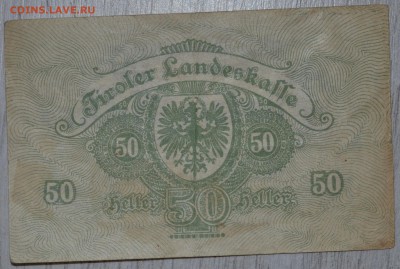 COINS.LAVE.RU
Tiroler Landeskasse
50 50
50 50
Heller 50 Heller